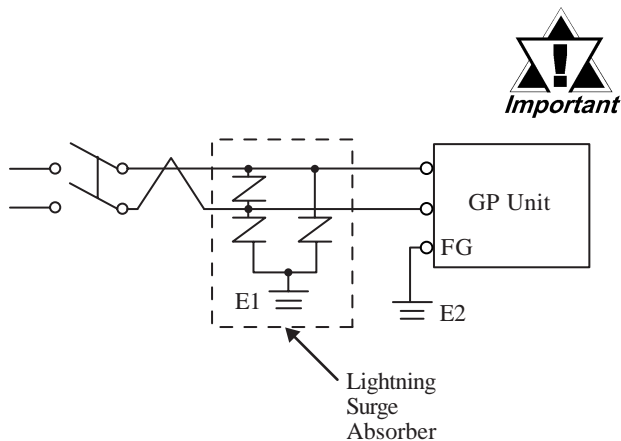 !
Important
GP Unit
FG
E1
E2
Lightning
Surge
Absorber